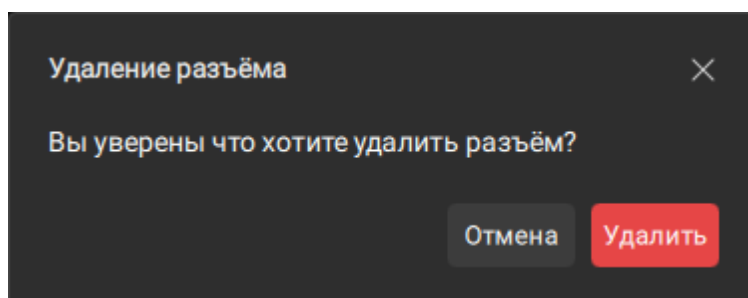 Удаление разъёма
Вы уверены что хотите удалить разъём?
Отмена
Удалить